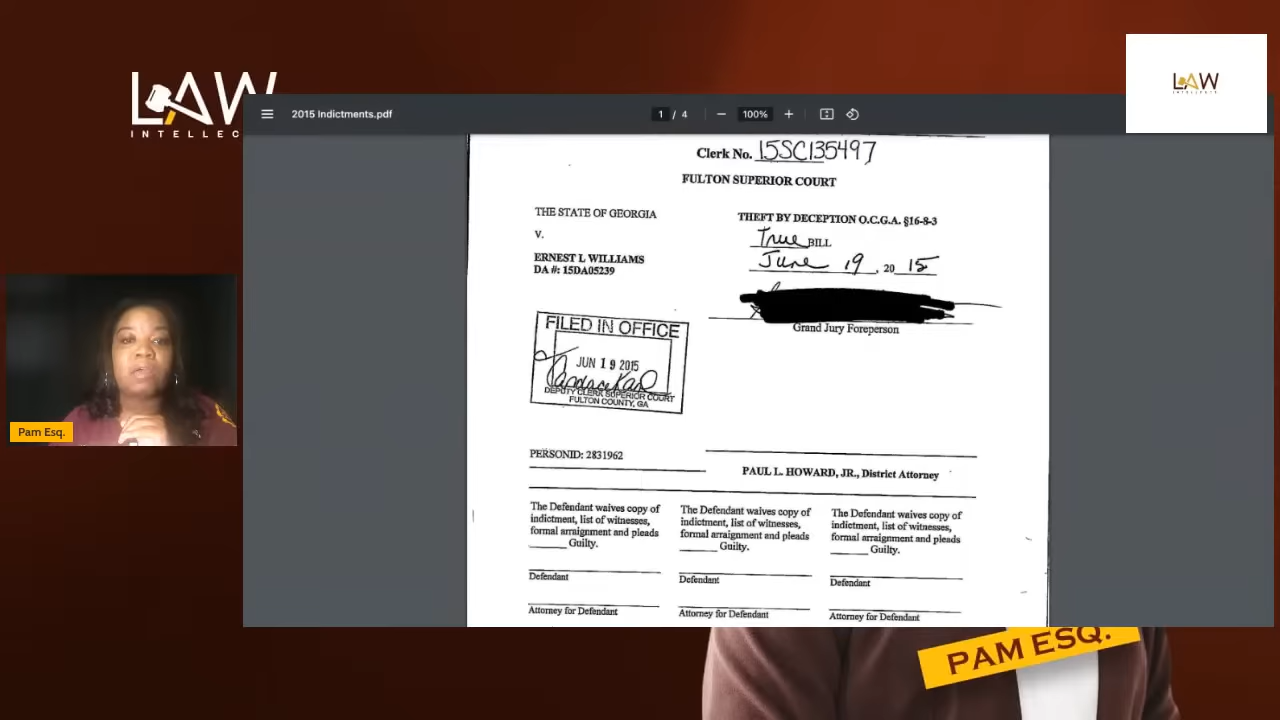 LAW
INTELLEC
2015 Indictments.pdf
1 / 4
100%
LAW
INTELLECTS
Clerk No. 15SC135497
FULTON SUPERIOR COURT
THE STATE OF GEORGIA
v.
ERNEST L WILLIAMS
DA #: 15DA05239
THEFT BY DECEPTION O.C.G.A. §16-8-3
True BILL
June 19, 20 15
Grand Jury Foreperson
FILED IN OFFICE
JUN 19 2015
DEPUTY CLERK SUPERIOR COURT
FULTON COUNTY, GA
PERSONID: 2831962
PAUL L. HOWARD, JR., District Attorney
The Defendant waives copy of
indictment, list of witnesses,
formal arraignment and pleads
______ Guilty.
Defendant
Attorney for Defendant
The Defendant waives copy of
indictment, list of witnesses,
formal arraignment and pleads
______ Guilty.
Defendant
Attorney for Defendant
The Defendant waives copy of
indictment, list of witnesses,
formal arraignment and pleads
______ Guilty.
Defendant
Attorney for Defendant
Pam Esq.
PAM ESQ.